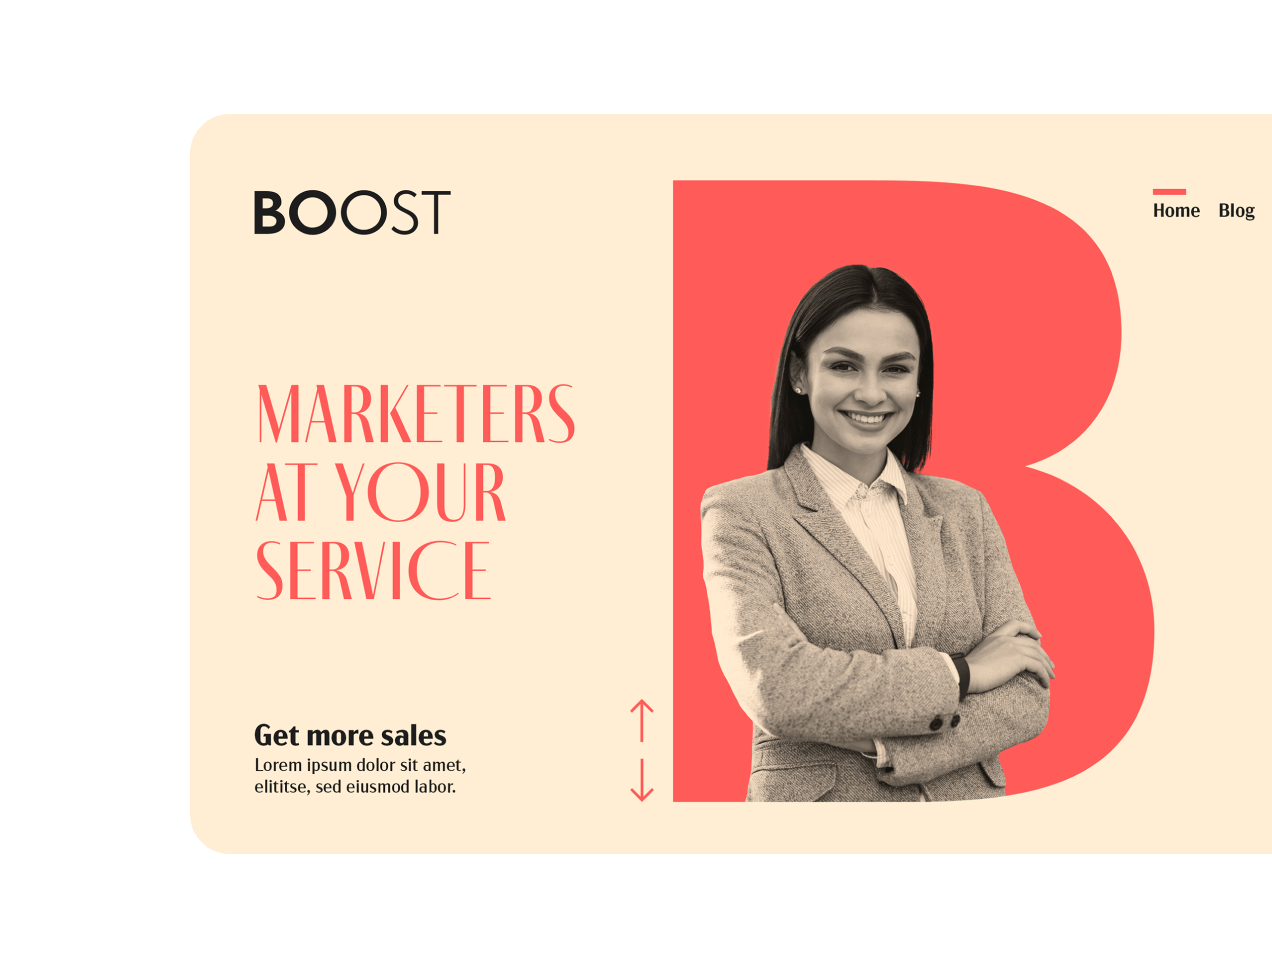 BOOST
Home Blog
MARKETERS
AT YOUR
SERVICE
Get more sales
Lorem ipsum dolor sit amet,
elititse, sed eiusmod labor.